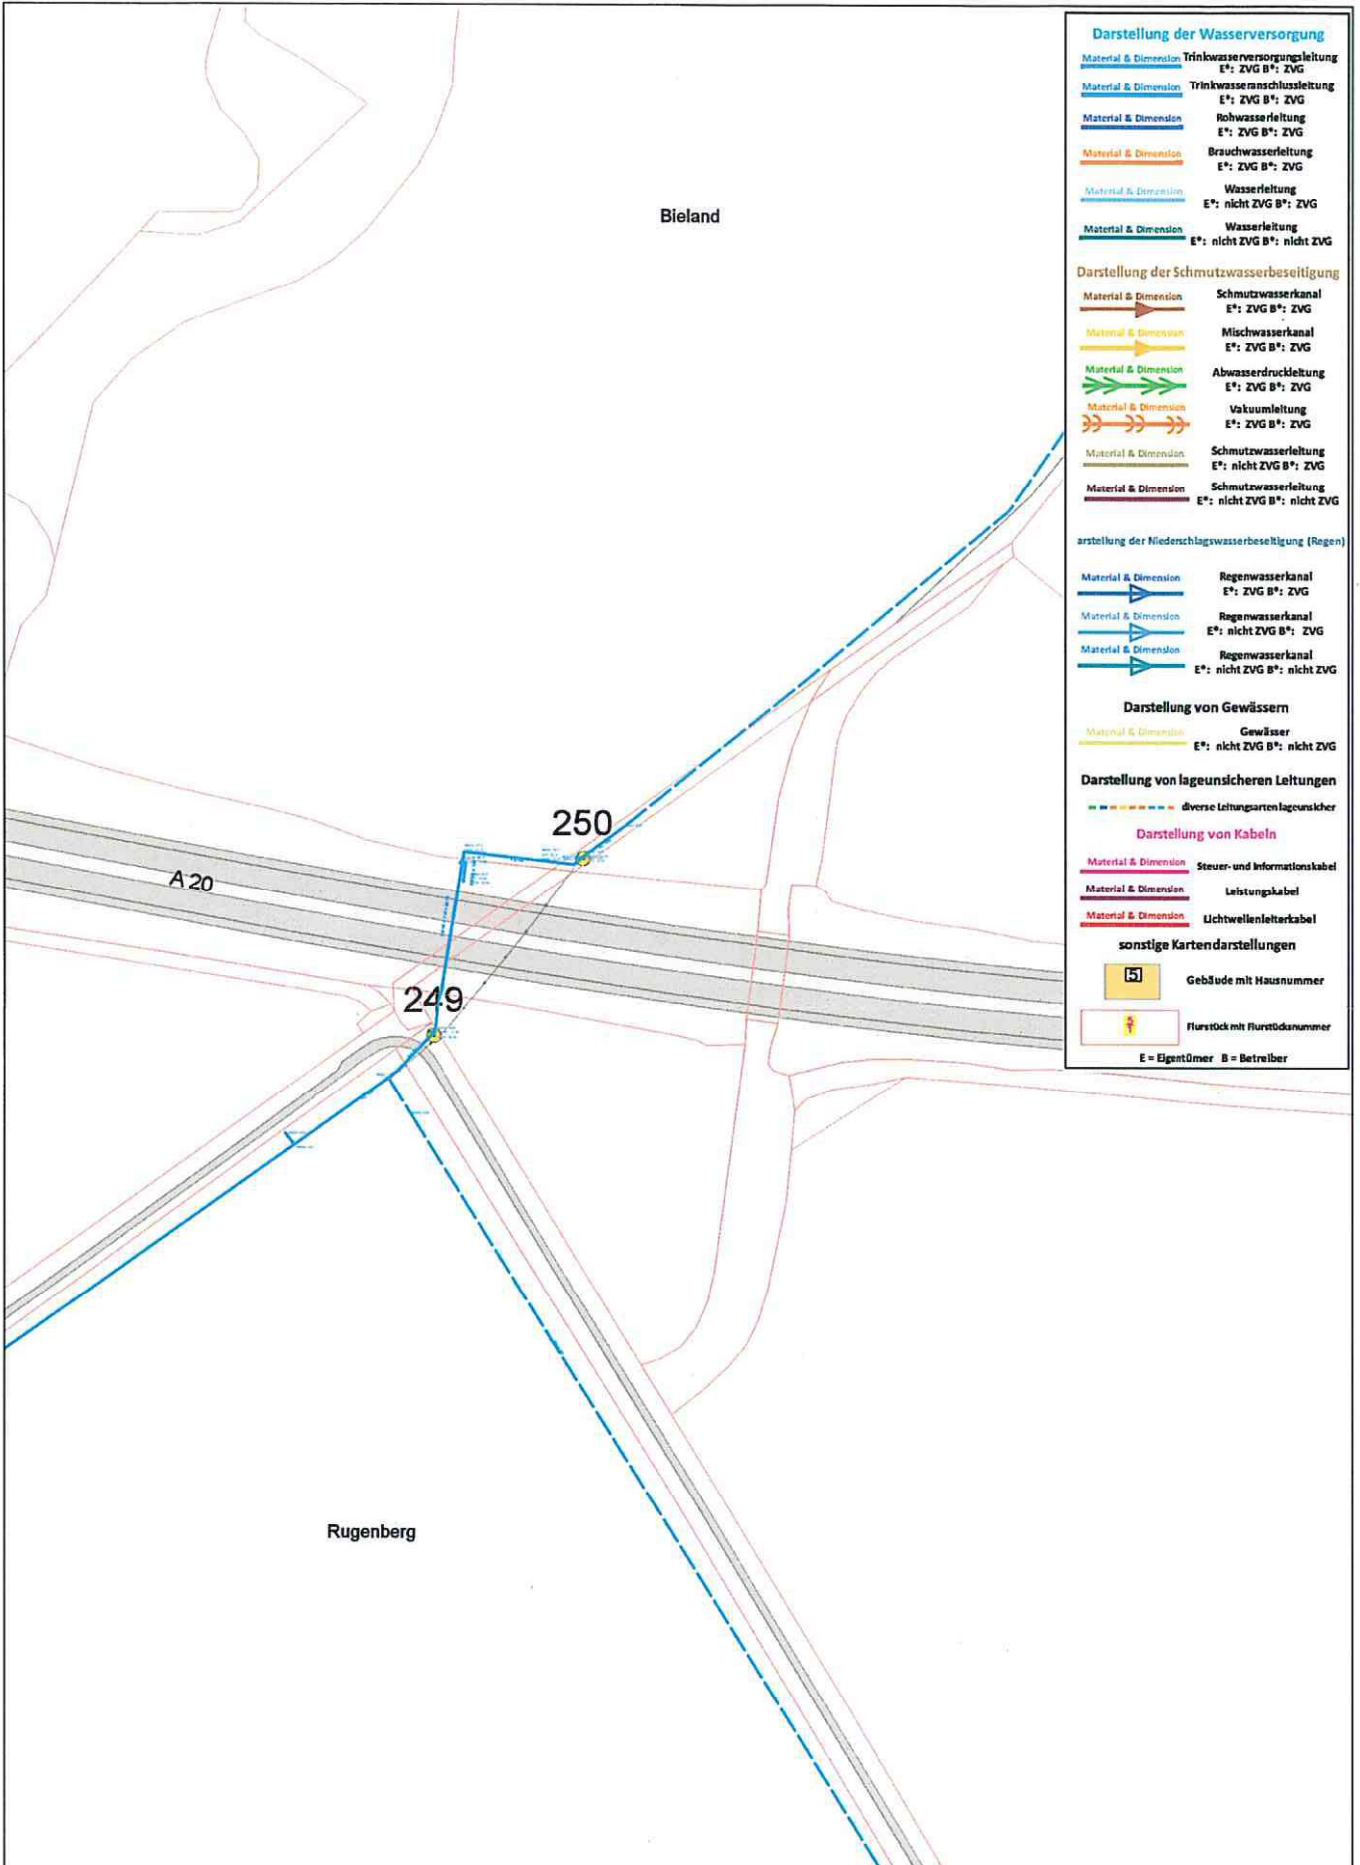 Darstellung der Wasserversorgung
Material & Dimension Trinkwasserversorgungsleitung
E*: ZVG B*: ZVG
Material & Dimension Trinkwasseranschlussleitung
E*: ZVG B*: ZVG
Material & Dimension Rohwasserleitung
E*: ZVG B*: ZVG
Material & Dimension Brauchwasserleitung
E*: ZVG B*: ZVG
Material & Dimension Wasserleitung
E*: nicht ZVG B*: ZVG
Material & Dimension Wasserleitung
E*: nicht ZVG B*: nicht ZVG
Darstellung der Schmutzwasserbeseitigung
Material & Dimension Schmutzwasserkanal
E*: ZVG B*: ZVG
Material & Dimension Mischwasserkanal
E*: ZVG B*: ZVG
Material & Dimension Abwasserdruckleitung
E*: ZVG B*: ZVG
Material & Dimension Vakuumleitung
E*: ZVG B*: ZVG
Material & Dimension Schmutzwasserleitung
E*: nicht ZVG B*: ZVG
Material & Dimension Schmutzwasserleitung
E*: nicht ZVG B*: nicht ZVG
arstellung der Niederschlagswasserbeseitigung (Regen)
Material & Dimension Regenwasserkanal
E*: ZVG B*: ZVG
Material & Dimension Regenwasserkanal
E*: nicht ZVG B*: ZVG
Material & Dimension Regenwasserkanal
E*: nicht ZVG B*: nicht ZVG
Darstellung von Gewässern
Material & Dimension Gewässer
E*: nicht ZVG B*: nicht ZVG
Darstellung von lageunsicheren Leitungen
diverse Leitungsarten lageunsicher
Darstellung von Kabeln
Material & Dimension Steuer- und Informationskabel
Material & Dimension Leistungskabel
Material & Dimension Lichtwellenleiterkabel
sonstige Kartendarstellungen
5 Gebäude mit Hausnummer
Flurstück mit Flurstücksnummer
E = Eigentümer B = Betreiber
Bieland
250
A 20
249
Rugenberg